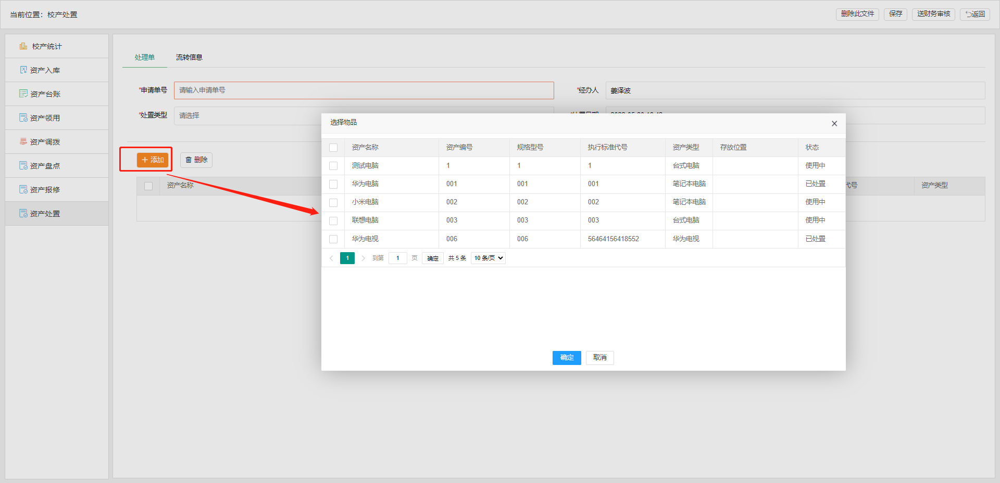 当前位置：校产处置
删除此文件 保存 送财务审核 返回
校产统计
资产入库
资产台账
资产领用
资产调拨
资产盘点
资产报修
资产处置
处理单 流转信息
*申请单号 请输入申请单号 *经办人 姜泽波
*处置类型 请选择
添加 删除
资产名称 代号 资产类型
选择物品
资产名称 资产编号 规格型号 执行标准代号 资产类型 存放位置 状态
测试电脑 1 1 1 台式电脑 使用中
华为电脑 001 001 001 笔记本电脑 已处置
小米电脑 002 002 002 笔记本电脑 使用中
联想电脑 003 003 003 台式电脑 使用中
华为电视 006 006 56464156418552 华为电视 已处置
1 到第 1 页 确定 共 5 条 10 条/页
确定 取消